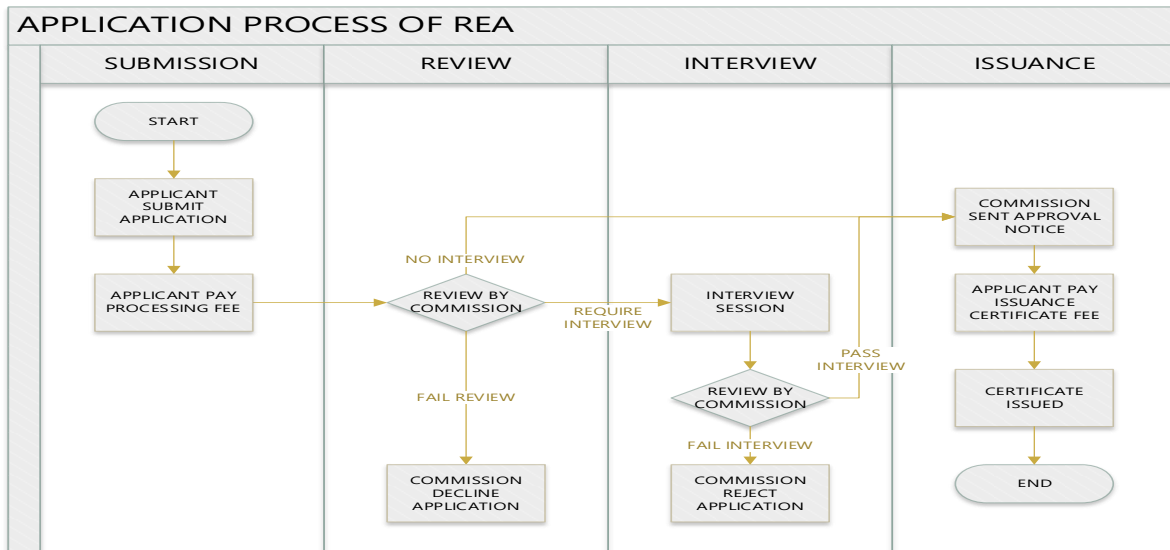 APPLICATION PROCESS OF REA
SUBMISSION
REVIEW
INTERVIEW
ISSUANCE
START
APPLICANT
SUBMIT
APPLICATION
APPLICANT PAY
PROCESSING FEE
NO INTERVIEW
REVIEW BY
COMMISSION
REQUIRE
INTERVIEW
FAIL REVIEW
COMMISSION
DECLINE
APPLICATION
INTERVIEW
SESSION
REVIEW BY
COMMISSION
PASS
INTERVIEW
FAIL INTERVIEW
COMMISSION
REJECT
APPLICATION
COMMISSION
SENT APPROVAL
NOTICE
APPLICANT PAY
ISSUANCE
CERTIFICATE FEE
CERTIFICATE
ISSUED
END